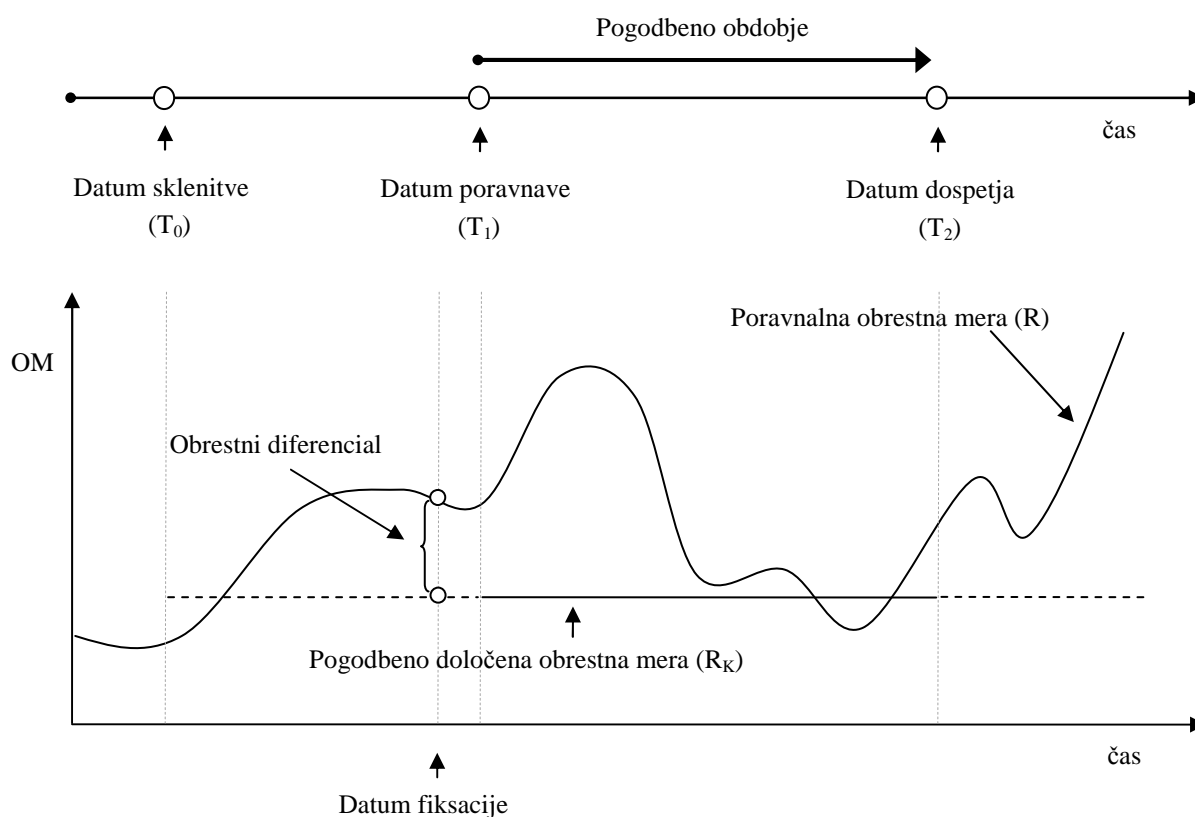 Pogodbeno obdobje
čas
Datum sklenitve
(T₀)
Datum poravnave
(T₁)
Datum dospetja
(T₂)
Poravnalna obrestna mera (R)
OM
Obrestni diferencial
Pogodbeno določena obrestna mera (R_K)
čas
Datum fiksacije